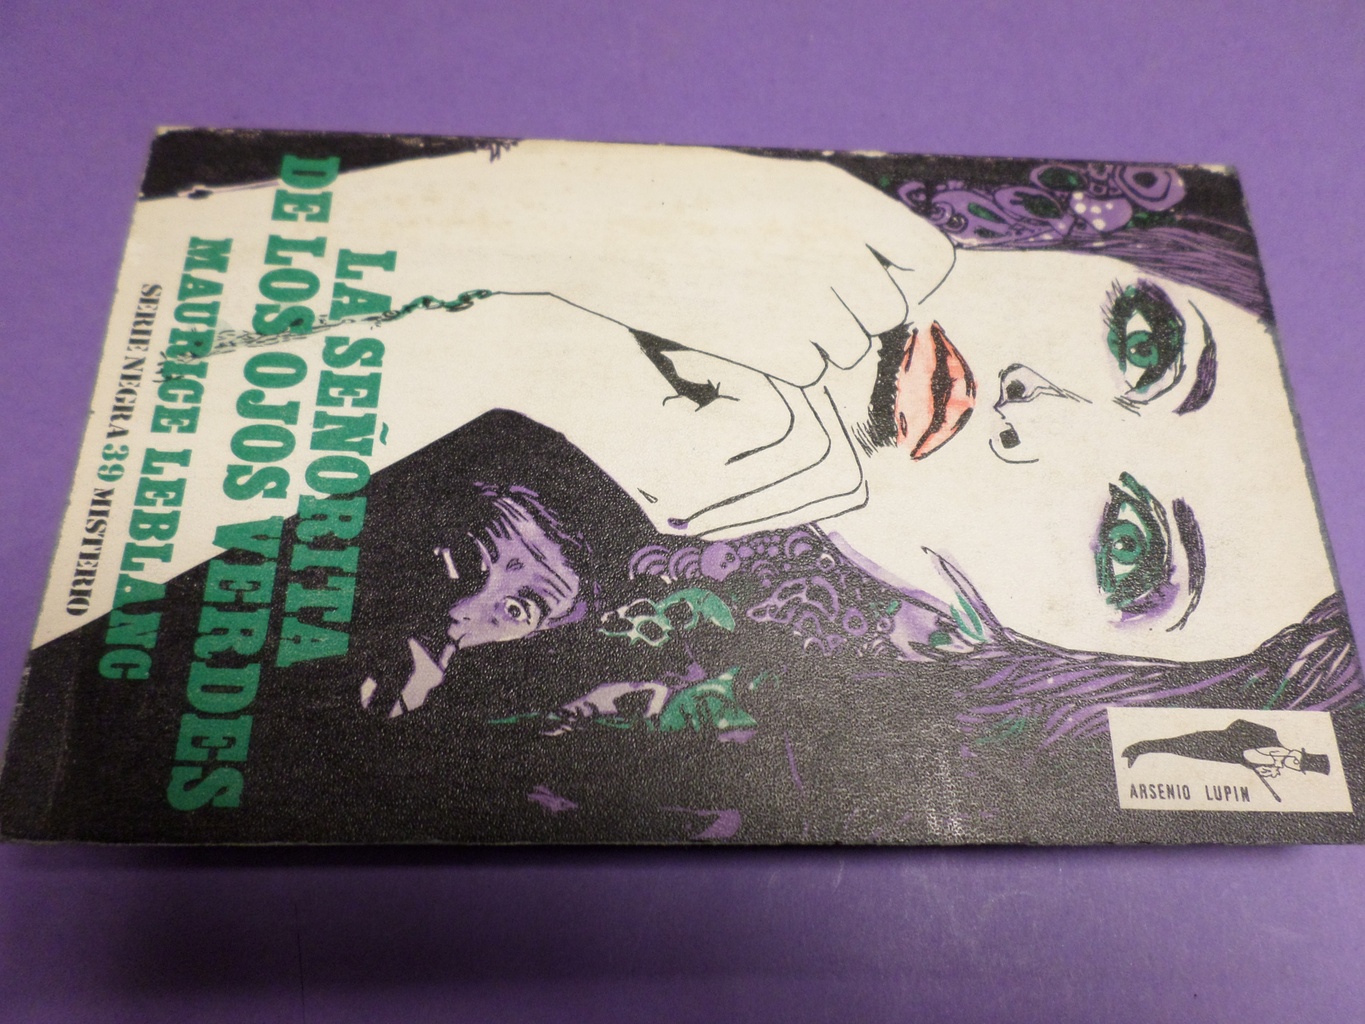 ARSENIO LUPIN
LA SEÑORITA
DE LOS OJOS VERDES
MAURICE LEBLANC
SERIE NEGRA 39 MISTERIO